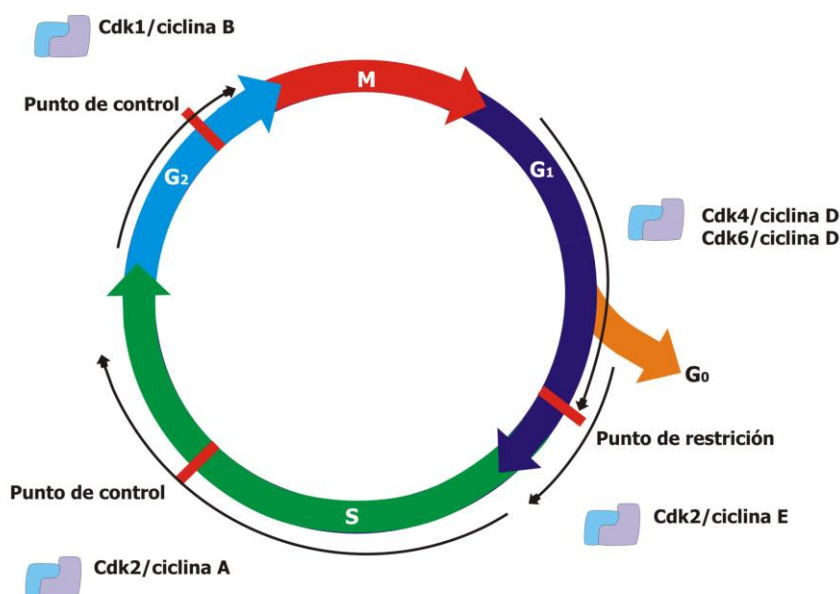 Cdk1/ciclina B
M
Punto de control
G₂
G₁
Cdk4/ciclina D
Cdk6/ciclina D
G₀
Punto de restrición
Punto de control
S
Cdk2/ciclina E
Cdk2/ciclina A